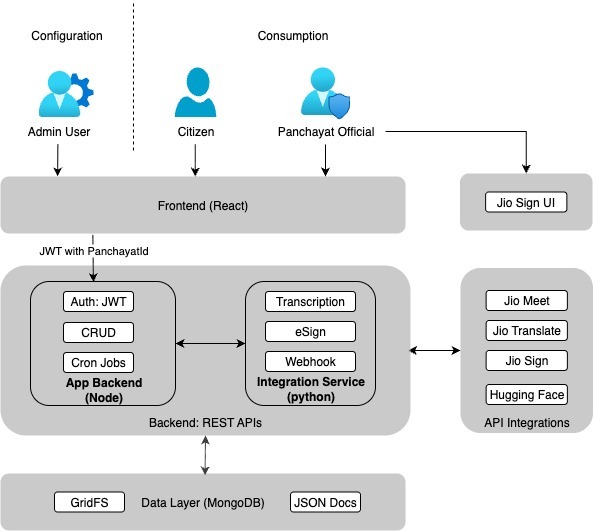 Configuration
Consumption
Admin User
Citizen
Panchayat Official
Frontend (React)
Jio Sign UI
JWT with PanchayatId
Auth: JWT
CRUD
Cron Jobs
App Backend
(Node)
Transcription
eSign
Webhook
Integration Service
(python)
Backend: REST APIs
Jio Meet
Jio Translate
Jio Sign
Hugging Face
API Integrations
GridFS
Data Layer (MongoDB)
JSON Docs